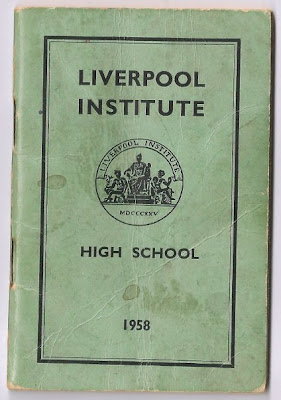 LIVERPOOL
INSTITUTE
LIVERPOOL INSTITUTE
MDCCCXXV
HIGH SCHOOL
1958